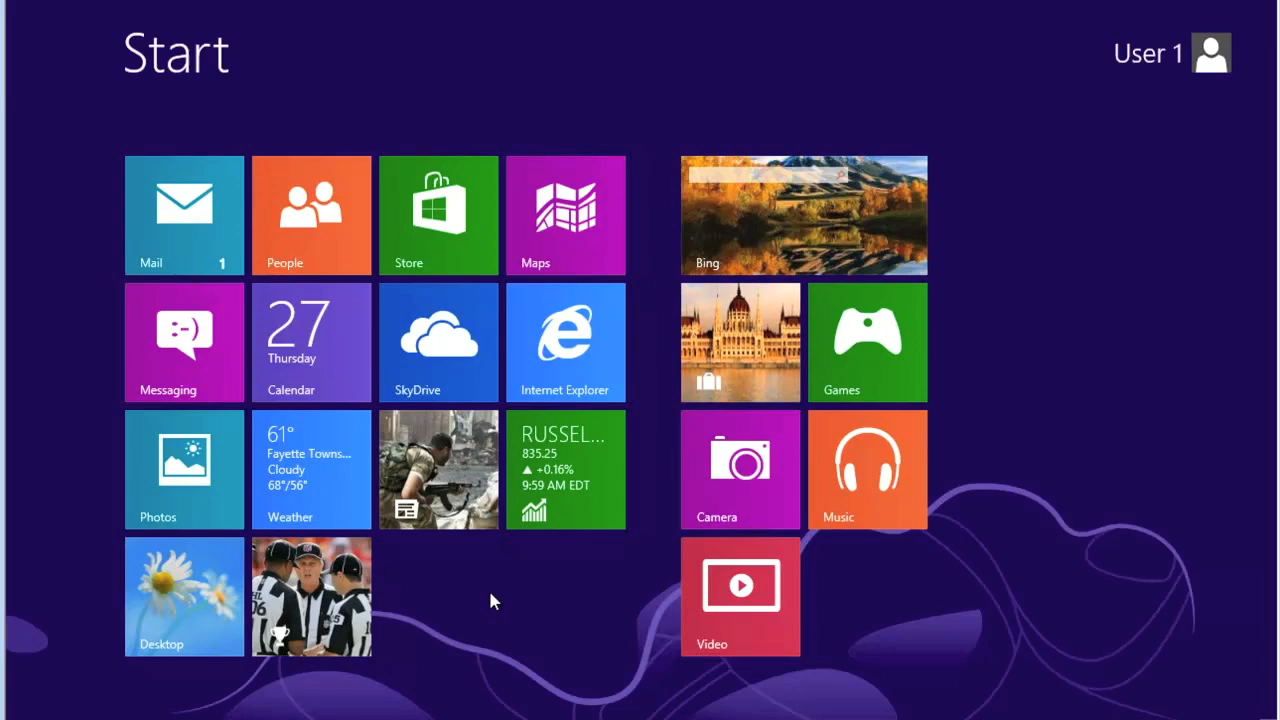 Start
User 1
Mail
1
People
Store
Maps
Bing
:-)
Messaging
27
Thursday
Calendar
SkyDrive
Internet Explorer
Games
Photos
61°
Fayette Towns...
Cloudy
68°/56°
Weather
RUSSEL...
835.25
▲ +0.16%
9:59 AM EDT
Camera
Music
Desktop
Video